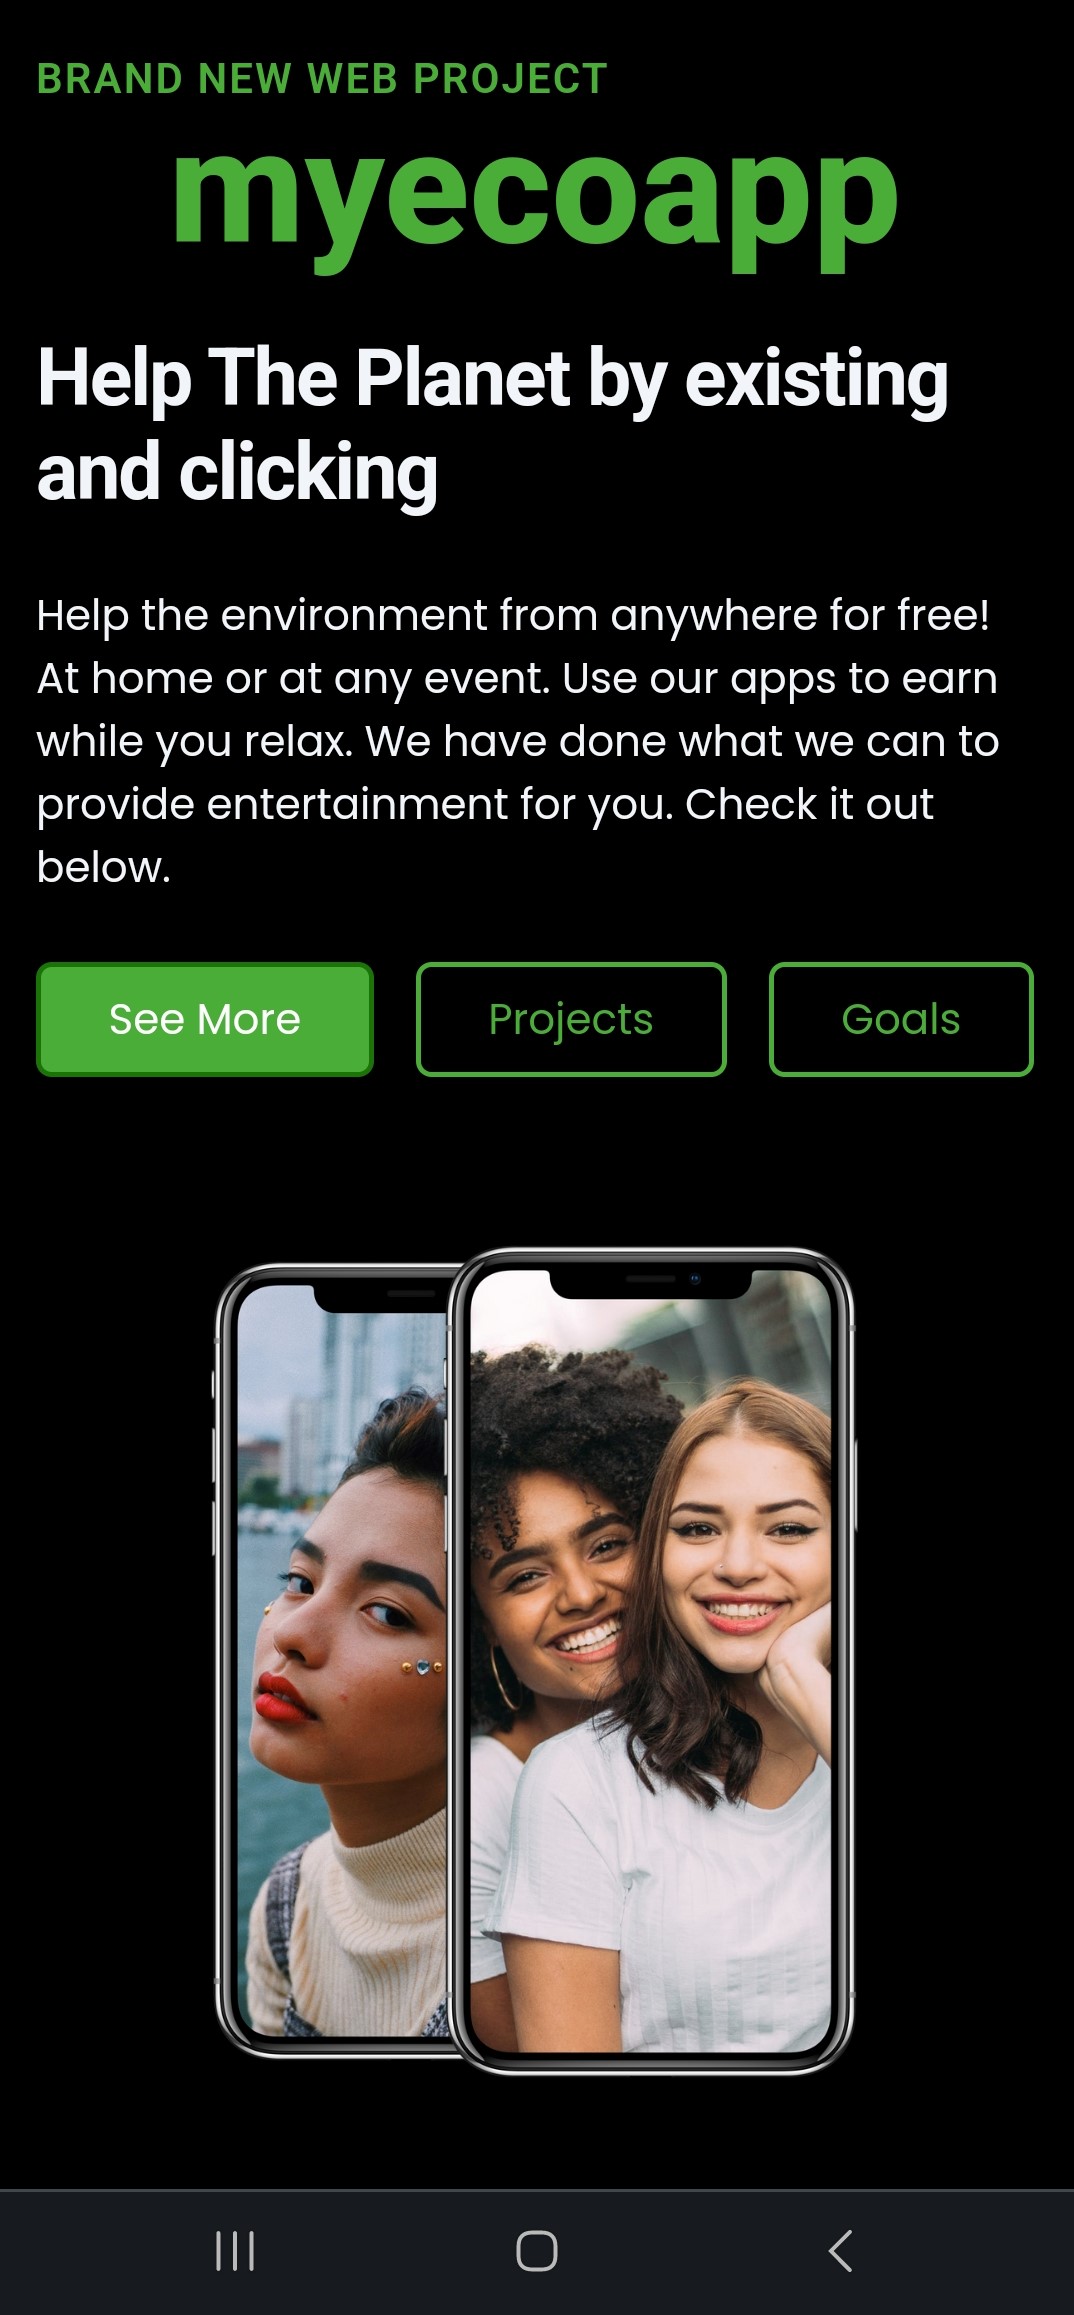 BRAND NEW WEB PROJECT
myecoapp
Help The Planet by existing
and clicking
Help the environment from anywhere for free!
At home or at any event. Use our apps to earn
while you relax. We have done what we can to
provide entertainment for you. Check it out
below.
See More
Projects
Goals